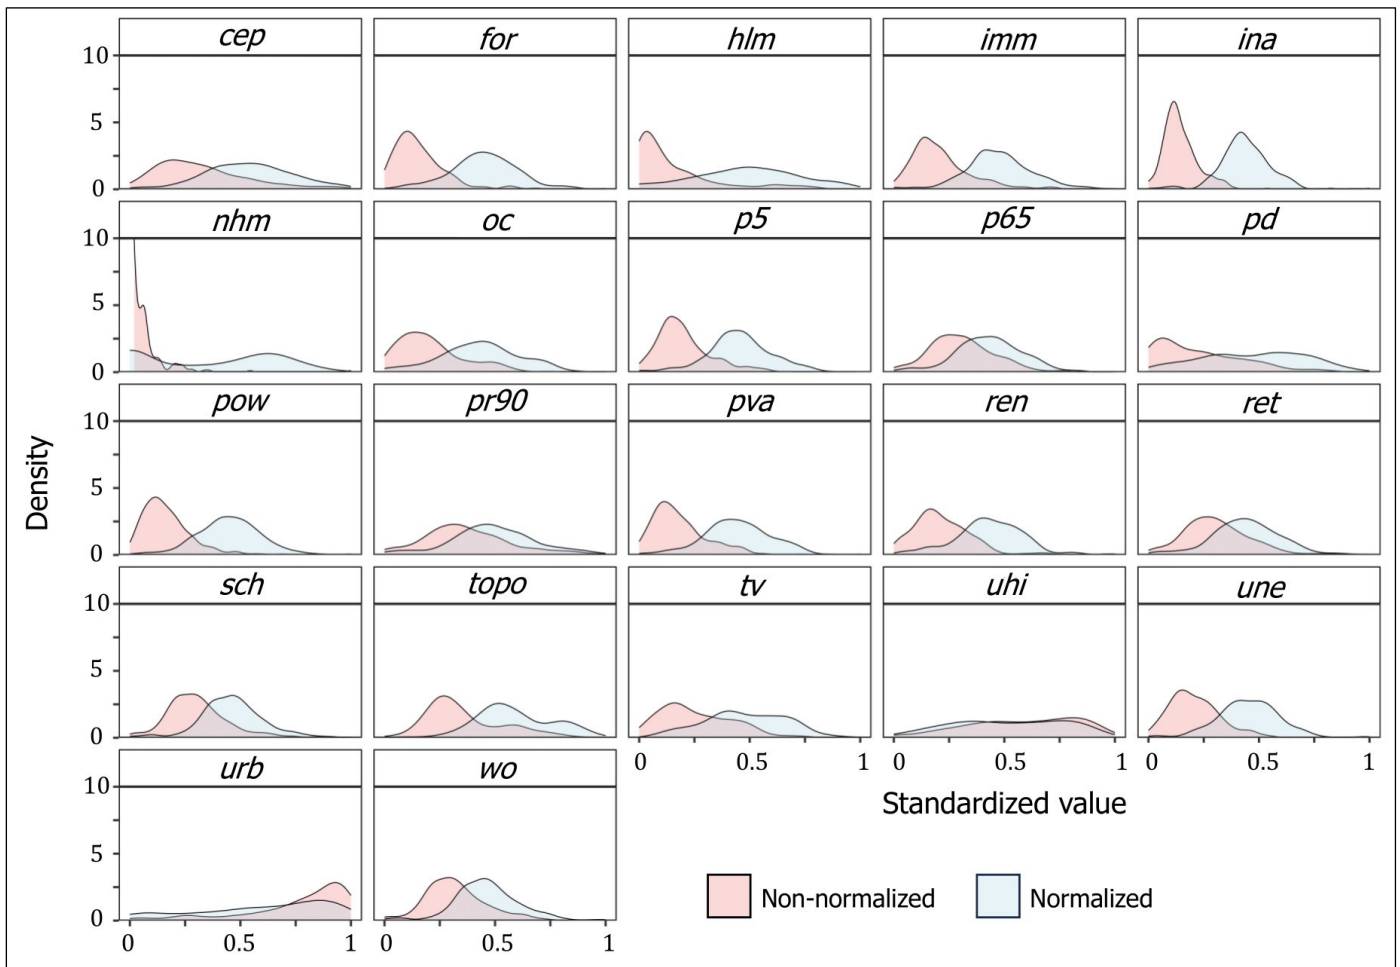 cep for hlm imm ina
10
5
0
nhm oc p5 p65 pd
10
5
0
pow pr90 pva ren ret
10
5
0
sch topo tv uhi une
10
5
0
0 0.5 1 0 0.5 1 0 0.5 1
urb wo
10
5
0
0 0.5 1 0 0.5 1
Density
Standardized value
Non-normalized
Normalized